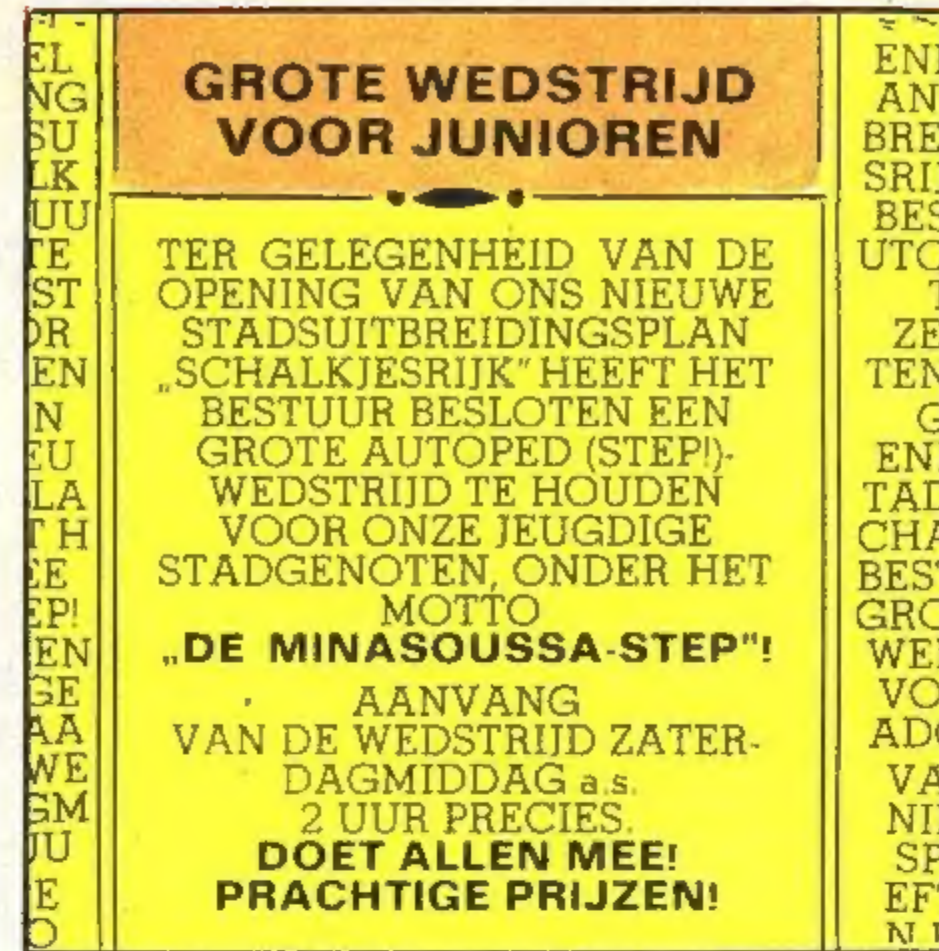 GROTE WEDSTRIJD
VOOR JUNIOREN
TER GELEGENHEID VAN DE
OPENING VAN ONS NIEUWE
STADSUITBREIDINGSPLAN
„SCHALKJESRIJK" HEEFT HET
BESTUUR BESLOTEN EEN
GROTE AUTOPED (STEP!)-
WEDSTRIJD TE HOUDEN
VOOR ONZE JEUGDIGE
STADGENOTEN, ONDER HET
MOTTO
„DE MINASOUSSA-STEP"!
AANVANG
VAN DE WEDSTRIJD ZATER-
DAGMIDDAG a.s.
2 UUR PRECIES.
DOET ALLEN MEE!
PRACHTIGE PRIJZEN!